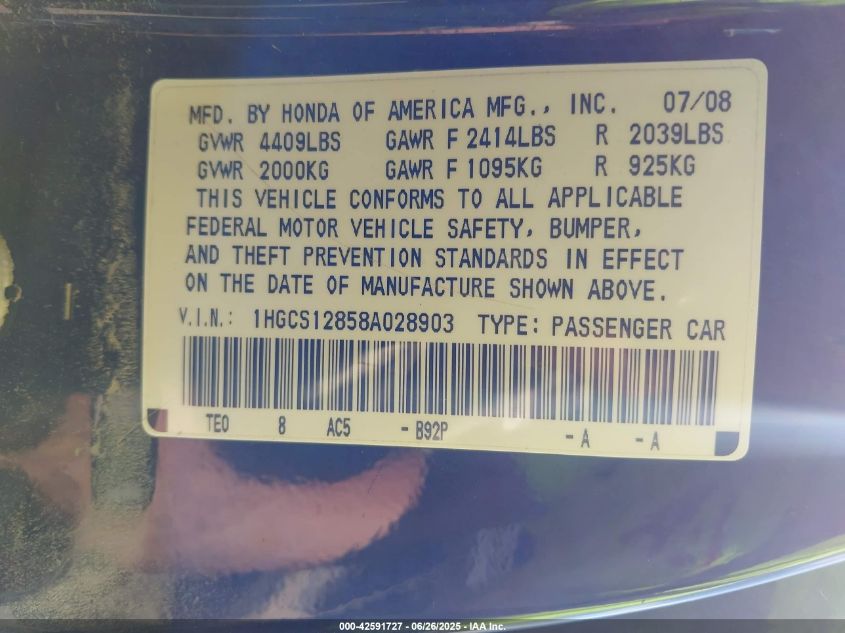 MFD. BY HONDA OF AMERICA MFG., INC. 07/08
GVWR 4409LBS GAWR F 2414LBS R 2039LBS
GVWR 2000KG GAWR F 1095KG R 925KG
THIS VEHICLE CONFORMS TO ALL APPLICABLE
FEDERAL MOTOR VEHICLE SAFETY, BUMPER,
AND THEFT PREVENTION STANDARDS IN EFFECT
ON THE DATE OF MANUFACTURE SHOWN ABOVE.
V.I.N.: 1HGCS12858A028903 TYPE: PASSENGER CAR
TE0 8 AC5 - B92P - A - A
000-42591727 - 06/26/2025 - IAA Inc.